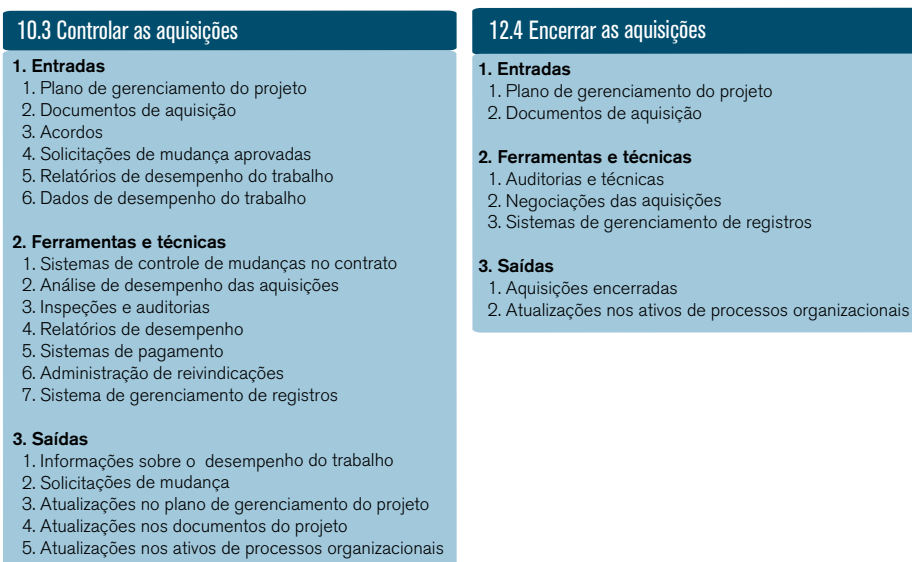 10.3 Controlar as aquisições
1. Entradas
1. Plano de gerenciamento do projeto
2. Documentos de aquisição
3. Acordos
4. Solicitações de mudança aprovadas
5. Relatórios de desempenho do trabalho
6. Dados de desempenho do trabalho
2. Ferramentas e técnicas
1. Sistemas de controle de mudanças no contrato
2. Análise de desempenho das aquisições
3. Inspeções e auditorias
4. Relatórios de desempenho
5. Sistemas de pagamento
6. Administração de reivindicações
7. Sistema de gerenciamento de registros
3. Saídas
1. Informações sobre o desempenho do trabalho
2. Solicitações de mudança
3. Atualizações no plano de gerenciamento do projeto
4. Atualizações nos documentos do projeto
5. Atualizações nos ativos de processos organizacionais
12.4 Encerrar as aquisições
1. Entradas
1. Plano de gerenciamento do projeto
2. Documentos de aquisição
2. Ferramentas e técnicas
1. Auditorias e técnicas
2. Negociações das aquisições
3. Sistemas de gerenciamento de registros
3. Saídas
1. Aquisições encerradas
2. Atualizações nos ativos de processos organizacionais